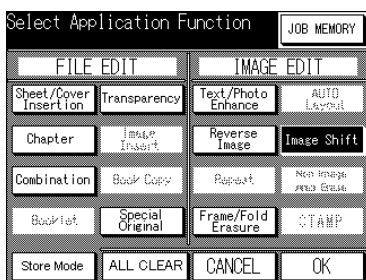 Select Application Function
JOB MEMORY
FILE EDIT
IMAGE EDIT
Sheet/Cover
Insertion
Transparency
Text/Photo
Enhance
AUTO
Layout
Chapter
Image
Insert
Reverse
Image
Image Shift
Combination
Book Copy
Repeat
Non Image
Area Erase
Booklet
Special
Original
Frame/Fold
Erasure
STAMP
Store Mode
ALL CLEAR
CANCEL
OK